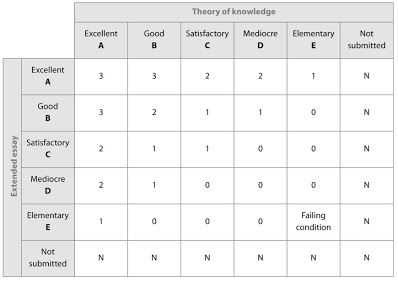 Theory of knowledge
Excellent Good Satisfactory Mediocre Elementary Not
A B C D E submitted
Extended essay
Excellent
A 3 3 2 2 1 N
Good
B 3 2 1 1 0 N
Satisfactory
C 2 1 1 0 0 N
Mediocre
D 2 1 0 0 0 N
Elementary
E 1 0 0 0 Failing condition N
Not
submitted N N N N N N